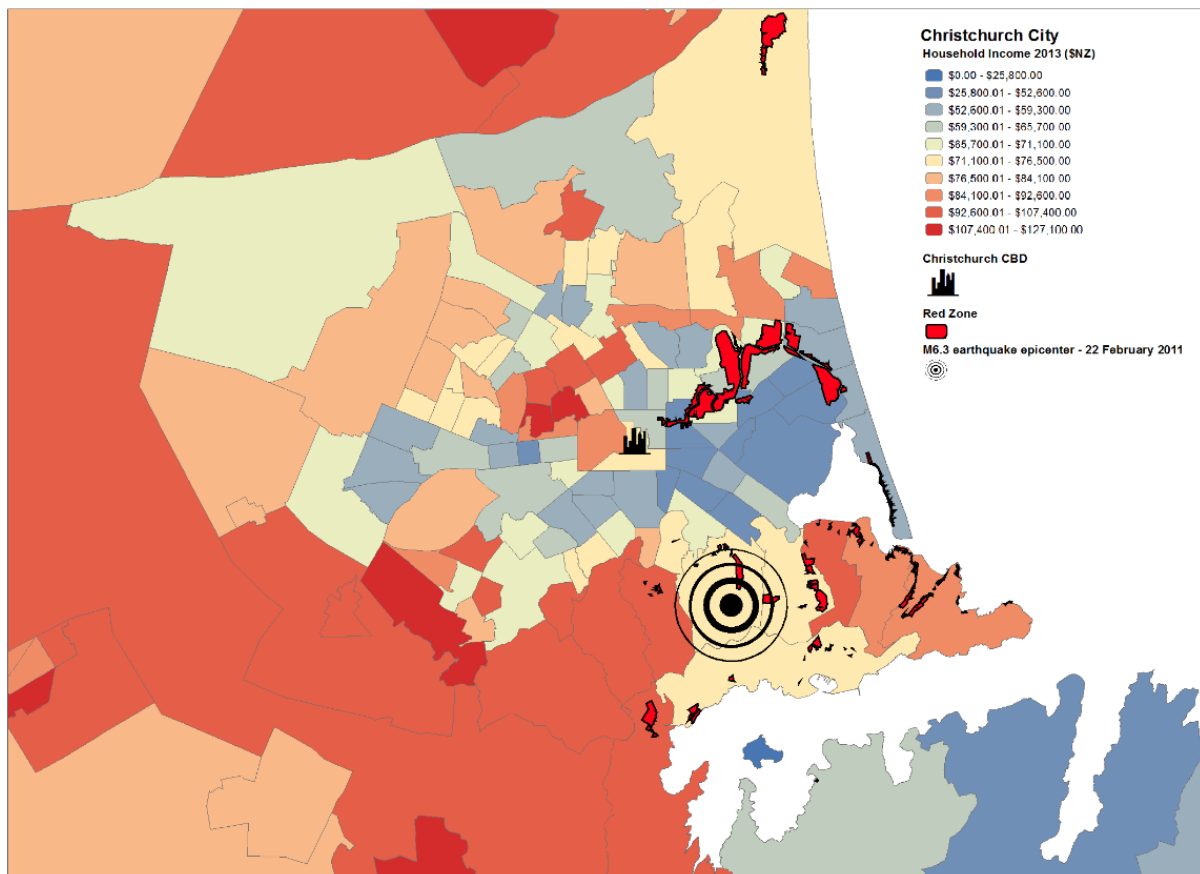 Christchurch City
Household Income 2013 ($NZ)
$0.00 - $25,800.00
$25,800.01 - $52,600.00
$52,600.01 - $59,300.00
$59,300.01 - $65,700.00
$65,700.01 - $71,100.00
$71,100.01 - $76,500.00
$76,500.01 - $84,100.00
$84,100.01 - $92,600.00
$92,600.01 - $107,400.00
$107,400.01 - $127,100.00
Christchurch CBD
Red Zone
M6.3 earthquake epicenter - 22 February 2011